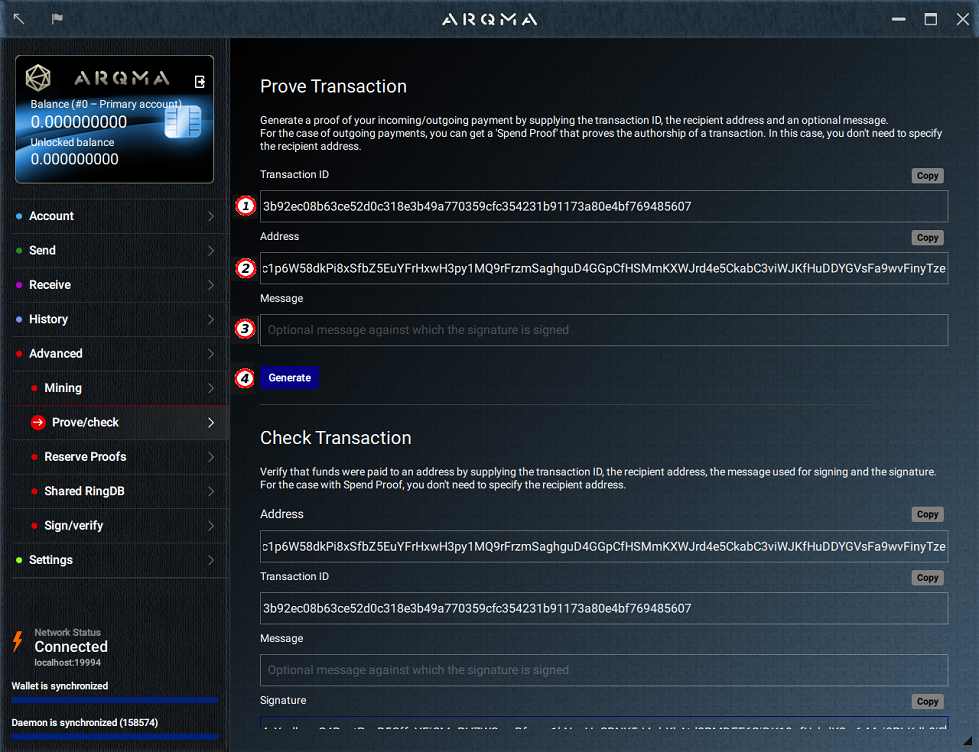 ARQMA
ARQMA
Balance (#0 – Primary account)
0.000000000
Unlocked balance
0.000000000
Account
Send
Receive
History
Advanced
Mining
Prove/check
Reserve Proofs
Shared RingDB
Sign/verify
Settings
Network Status
Connected
localhost:19994
Wallet is synchronized
Daemon is synchronized (158574)
Prove Transaction
Generate a proof of your incoming/outgoing payment by supplying the transaction ID, the recipient address and an optional message.
For the case of outgoing payments, you can get a 'Spend Proof' that proves the authorship of a transaction. In this case, you don't need to specify
the recipient address.
Transaction ID
Copy
1
3b92ec08b63ce52d0c318e3b49a770359cfc354231b91173a80e4bf769485607
Address
Copy
2
c1p6W58dkPi8xSfbZ5EuYFrHxwH3py1MQ9rFrzmSaghguD4GGpCfHSMmKXWJrd4e5CkabC3viWJKfHuDDYGVsFa9wvFinyTze
Message
3
Optional message against which the signature is signed
4
Generate
Check Transaction
Verify that funds were paid to an address by supplying the transaction ID, the recipient address, the message used for signing and the signature.
For the case with Spend Proof, you don't need to specify the recipient address.
Address
Copy
c1p6W58dkPi8xSfbZ5EuYFrHxwH3py1MQ9rFrzmSaghguD4GGpCfHSMmKXWJrd4e5CkabC3viWJKfHuDDYGVsFa9wvFinyTze
Transaction ID
Copy
3b92ec08b63ce52d0c318e3b49a770359cfc354231b91173a80e4bf769485607
Message
Optional message against which the signature is signed
Signature
Copy